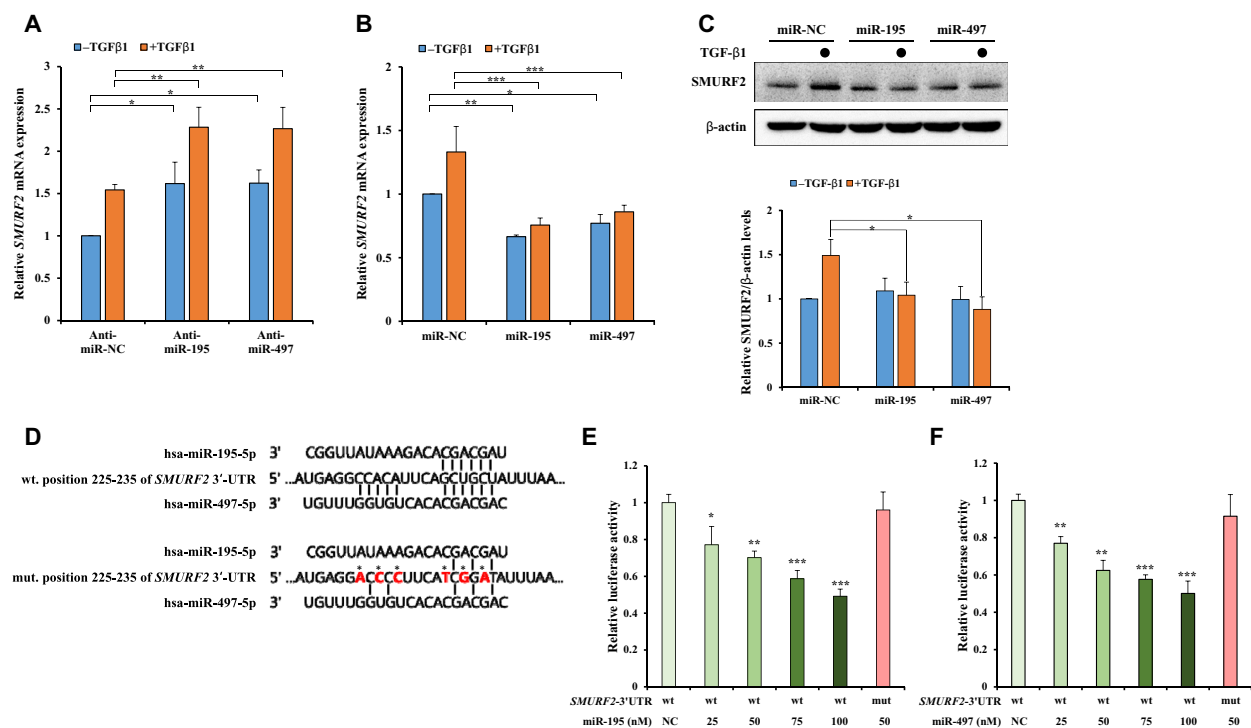 A
–TGFβ1 +TGFβ1
Relative SMURF2 mRNA expression
3
2.5
2
1.5
1
0.5
0
** 
**
*
*
Anti-miR-NC
Anti-miR-195
Anti-miR-497
B
–TGFβ1 +TGFβ1
Relative SMURF2 mRNA expression
2
1.5
1
0.5
0
***
***
*
**
miR-NC miR-195 miR-497
C
miR-NC miR-195 miR-497
TGF-β1
SMURF2
β-actin
–TGF-β1 +TGF-β1
Relative SMURF2/β-actin levels
2
1.5
1
0.5
0
*
*
miR-NC miR-195 miR-497
D
hsa-miR-195-5p 3' CGGUUAUAAAGACACGACGAU
wt. position 225-235 of SMURF2 3′-UTR 5' ...AUGAGGCCACAUUCAGCUGCUAUUUAA...
hsa-miR-497-5p 3' UGUUUGGUGUCACACGACGAC
hsa-miR-195-5p 3' CGGUUAUAAAGACACGACGAU
* * * * * *
mut. position 225-235 of SMURF2 3′-UTR 5' ...AUGAGGACCCCUUCATCGGATAUUUAA...
hsa-miR-497-5p 3' UGUUUGGUGUCACACGACGAC
E
Relative luciferase activity
1.2
1
0.8
0.6
0.4
0.2
0
* ** *** ***
SMURF2-3'UTR wt wt wt wt wt mut
miR-195 (nM) NC 25 50 75 100 50
F
Relative luciferase activity
1.2
1
0.8
0.6
0.4
0.2
0
** ** *** ***
SMURF2-3'UTR wt wt wt wt wt mut
miR-497 (nM) NC 25 50 75 100 50